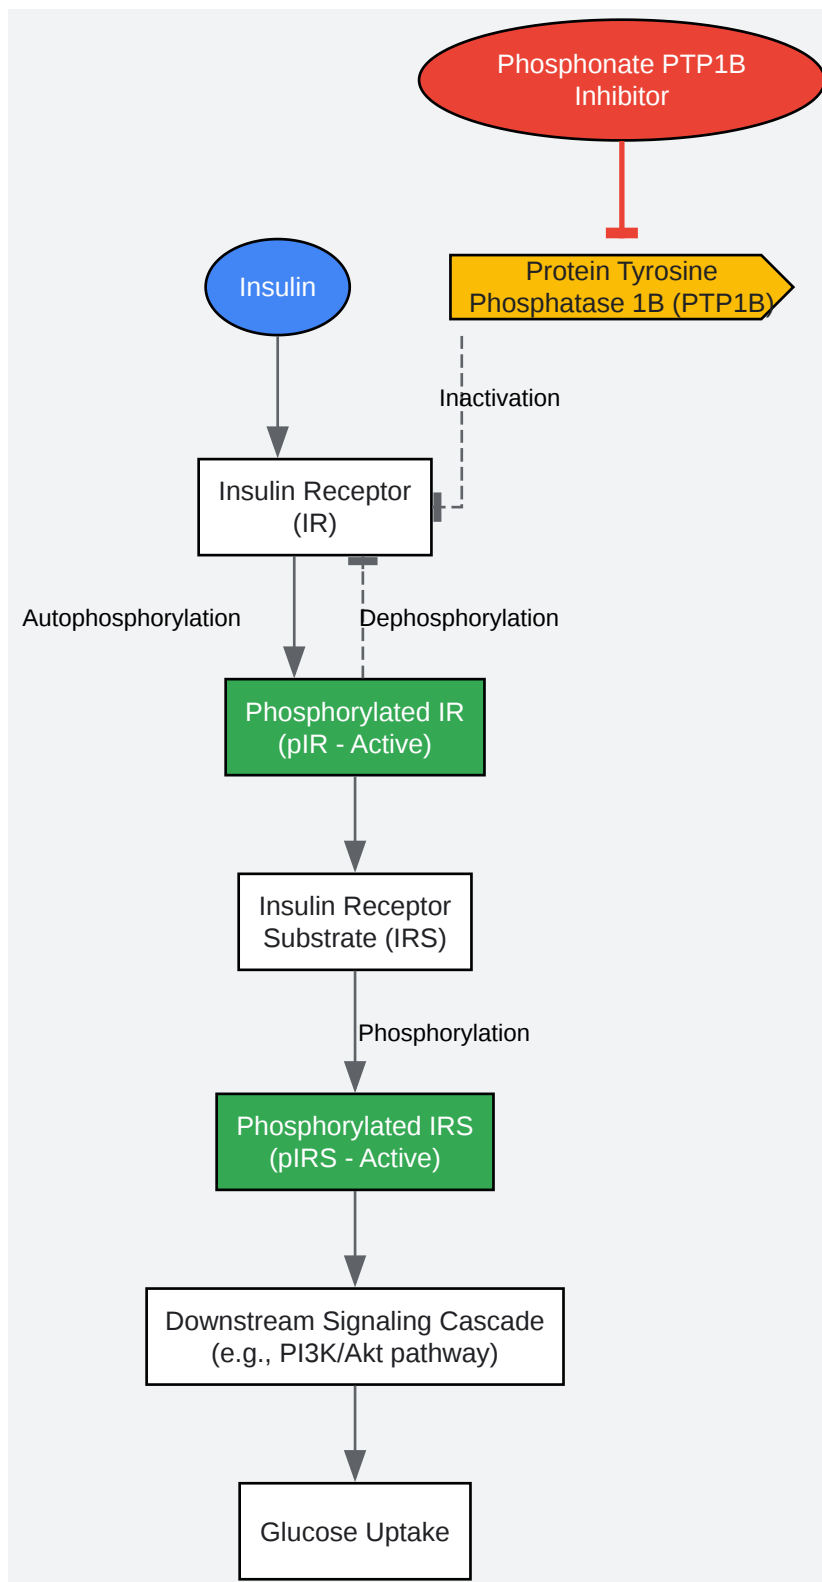 Phosphonate PTP1B
Inhibitor
Insulin
Protein Tyrosine
Phosphatase 1B (PTP1B)
Inactivation
Insulin Receptor
(IR)
Autophosphorylation
Dephosphorylation
Phosphorylated IR
(pIR - Active)
Insulin Receptor
Substrate (IRS)
Phosphorylation
Phosphorylated IRS
(pIRS - Active)
Downstream Signaling Cascade
(e.g., PI3K/Akt pathway)
Glucose Uptake